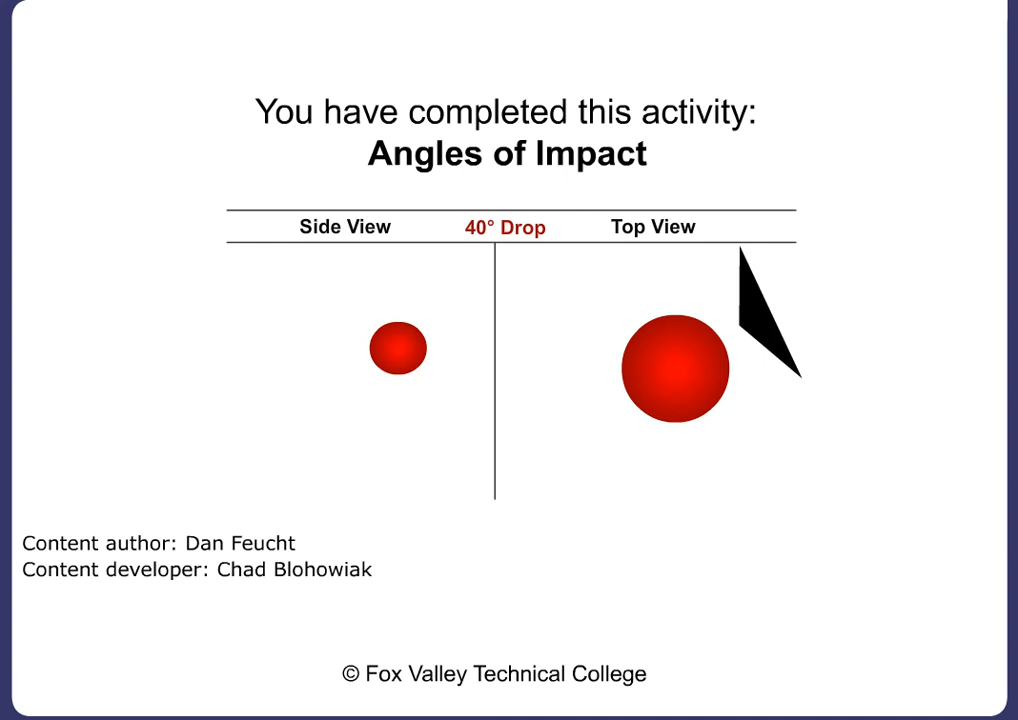 You have completed this activity:
Angles of Impact
Side View 40° Drop Top View
Content author: Dan Feucht
Content developer: Chad Blohowiak
© Fox Valley Technical College